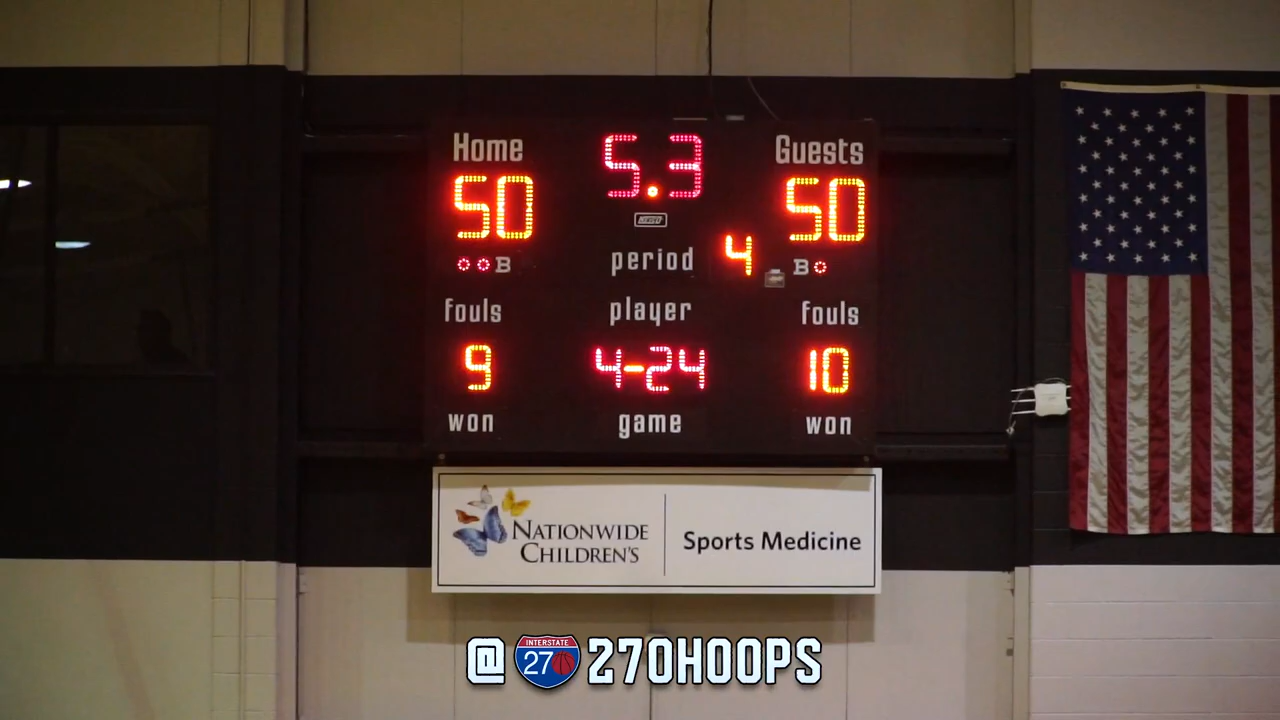 Home 5.3 Guests
50 50
period 4
B B
fouls player fouls
9 4-24 10
won game won
NATIONWIDE CHILDREN'S
Sports Medicine
@ INTERSTATE 27 270HOOPS